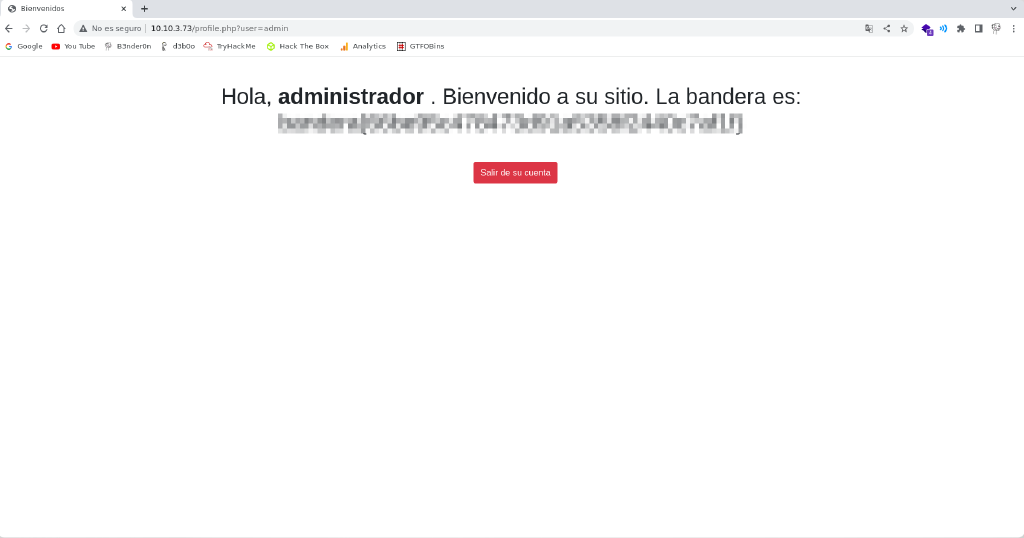 Bienvenidos
No es seguro 10.10.3.73/profile.php?user=admin
Google You Tube B3nder0n d3b0o TryHackMe Hack The Box Analytics GTFOBins
Hola, administrador . Bienvenido a su sitio. La bandera es:
Salir de su cuenta